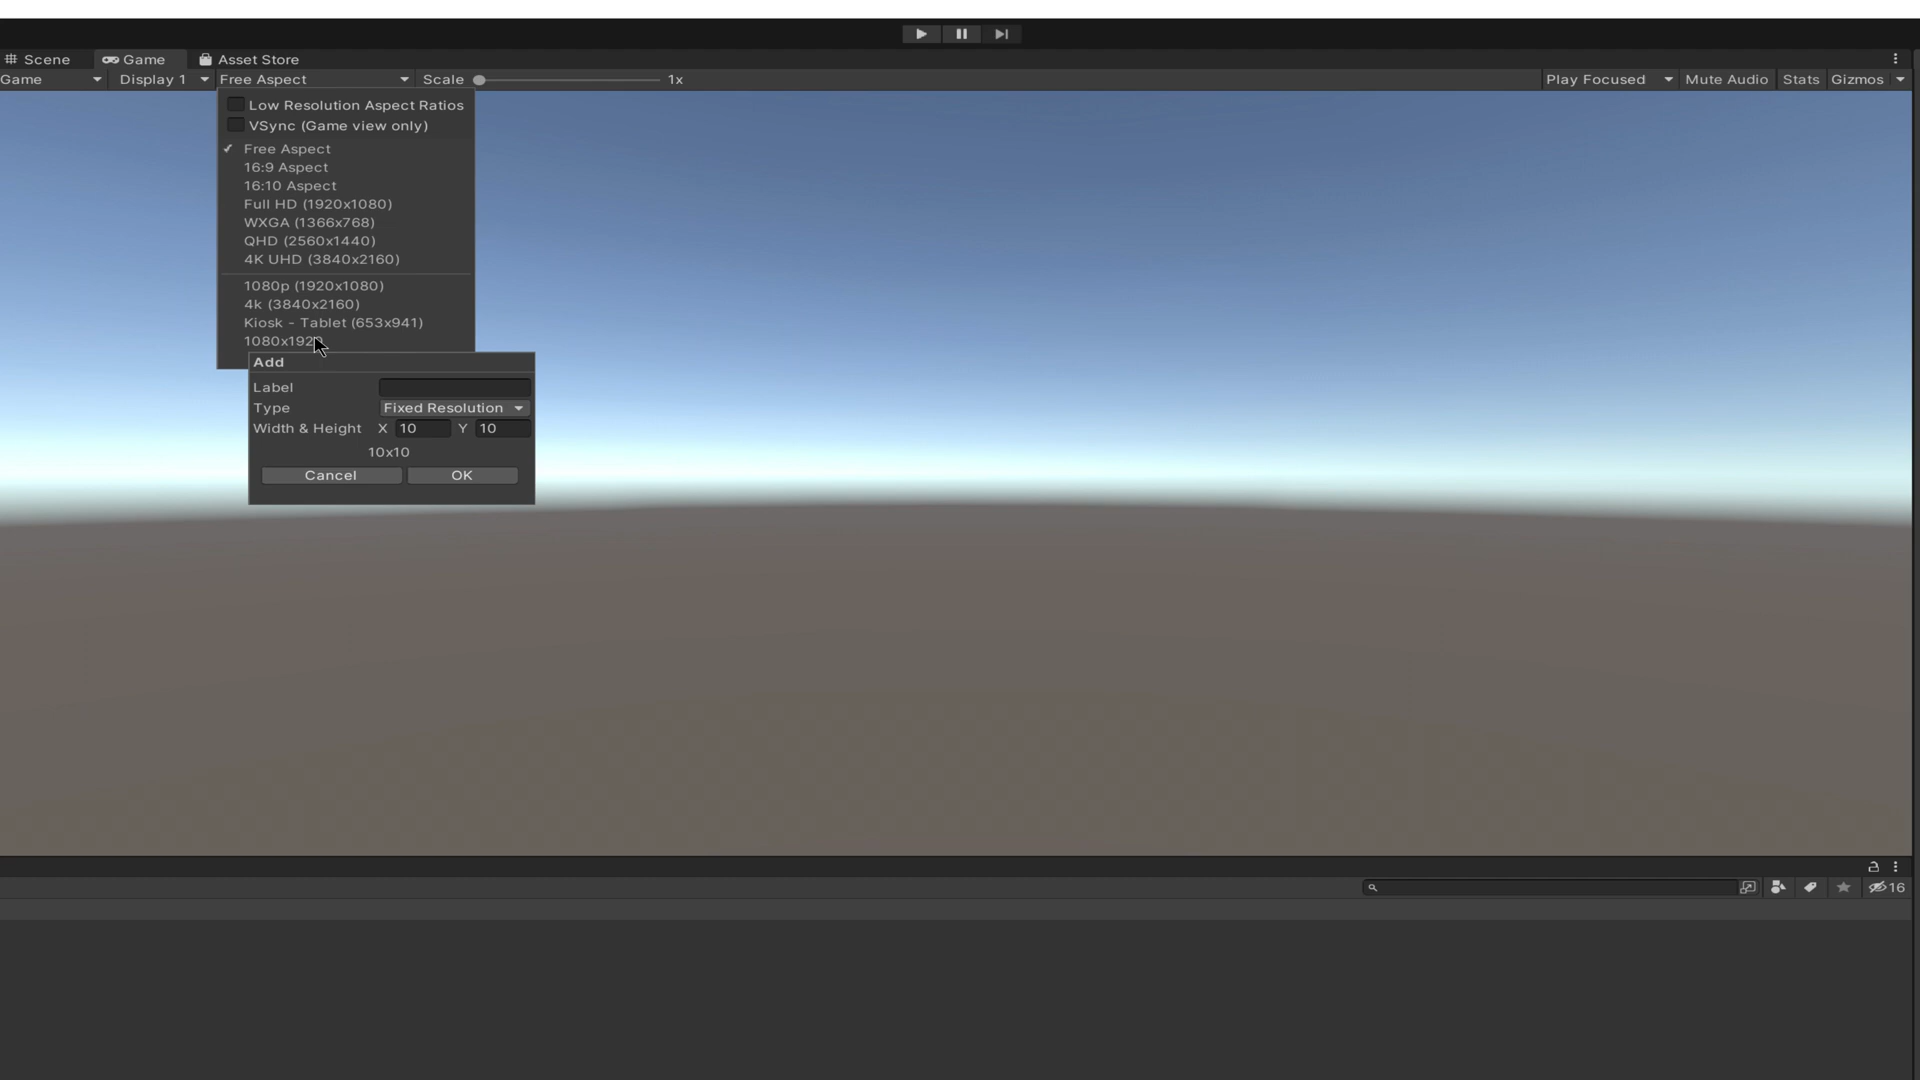 Scene Game Asset Store
Game Display 1 Free Aspect Scale 1x Play Focused Mute Audio Stats Gizmos
Low Resolution Aspect Ratios
VSync (Game view only)
Free Aspect
16:9 Aspect
16:10 Aspect
Full HD (1920x1080)
WXGA (1366x768)
QHD (2560x1440)
4K UHD (3840x2160)
1080p (1920x1080)
4k (3840x2160)
Kiosk - Tablet (653x941)
Add
Label
Type Fixed Resolution
Width & Height X 10 Y 10
10x10
Cancel OK
16